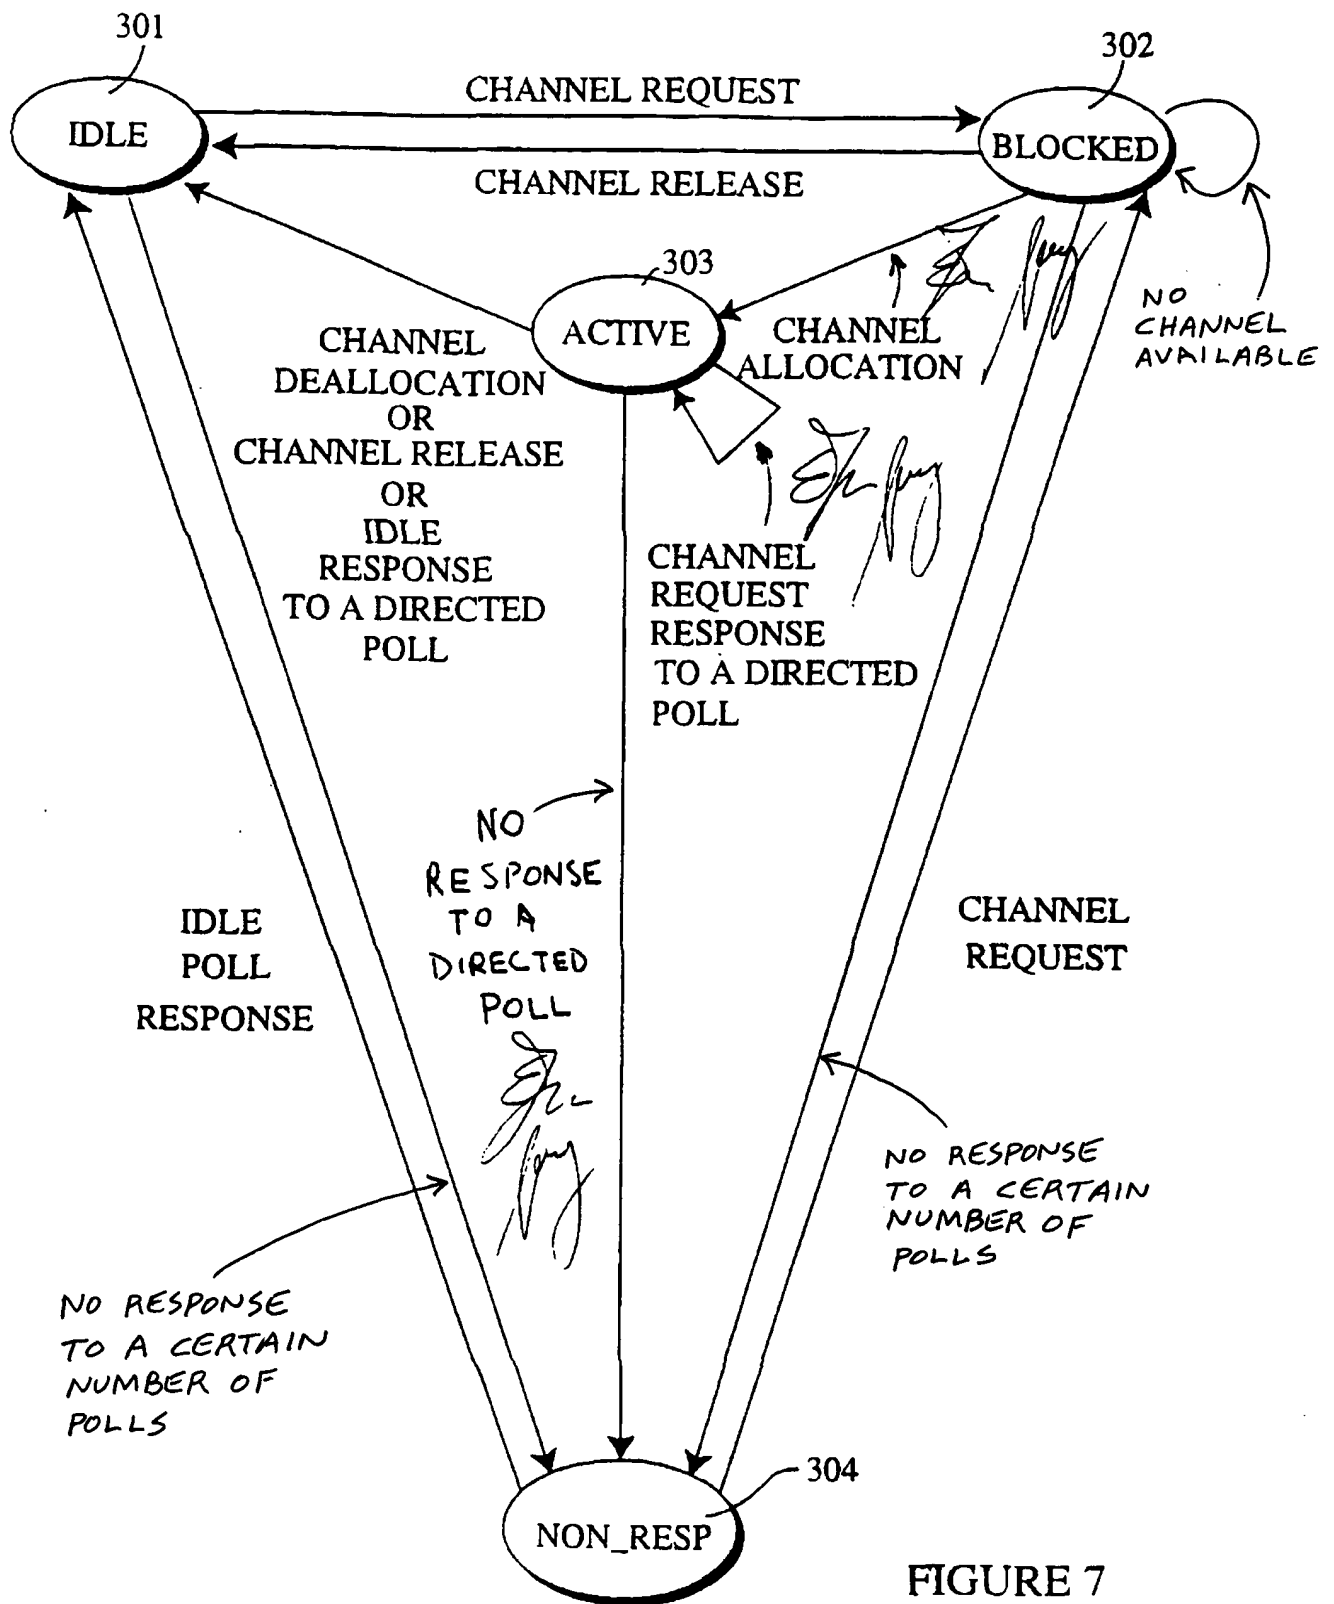 301
302
IDLE
CHANNEL REQUEST
BLOCKED
CHANNEL RELEASE
303
ACTIVE
NO
CHANNEL
AVAILABLE
CHANNEL
ALLOCATION
CHANNEL
DEALLOCATION
OR
CHANNEL RELEASE
OR
IDLE
RESPONSE
TO A DIRECTED
POLL
CHANNEL
REQUEST
RESPONSE
TO A DIRECTED
POLL
NO
RESPONSE
TO A
DIRECTED
POLL
IDLE
POLL
RESPONSE
CHANNEL
REQUEST
NO RESPONSE
TO A CERTAIN
NUMBER OF
POLLS
NO RESPONSE
TO A CERTAIN
NUMBER OF
POLLS
304
NON_RESP
FIGURE 7